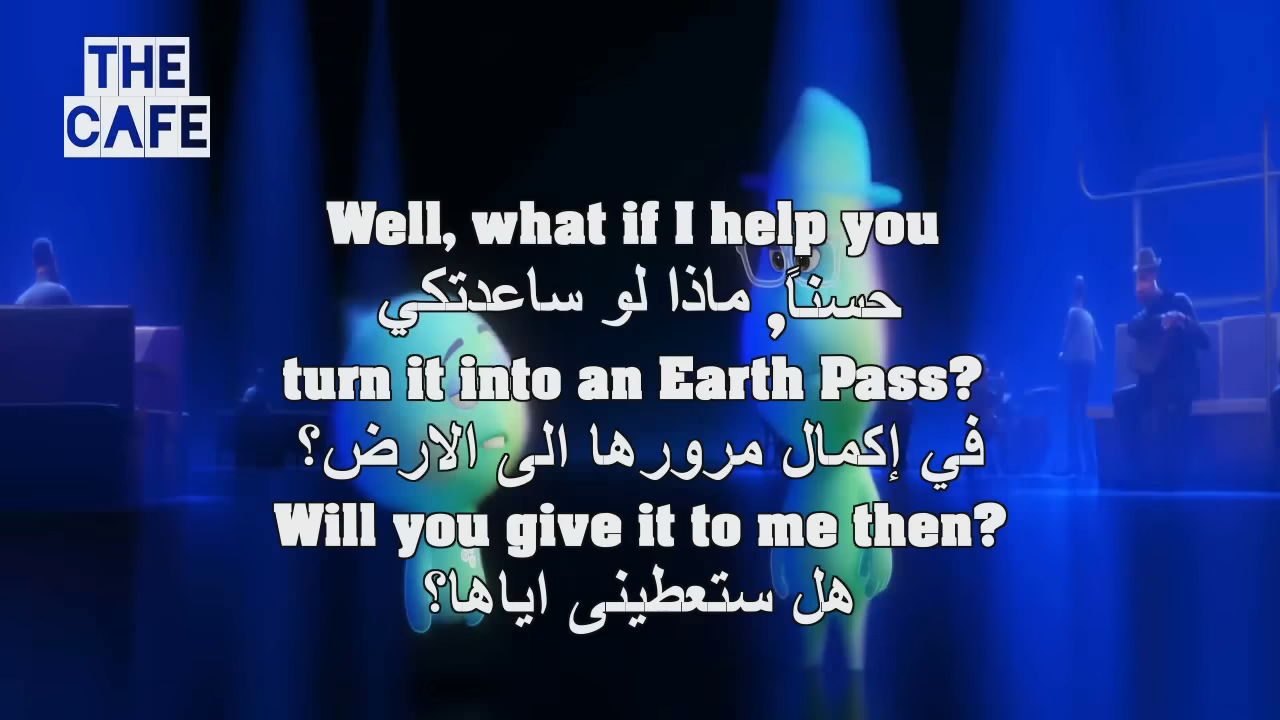 THE
CAFE
Well, what if I help you
حسناً, ماذا لو ساعدتكي
turn it into an Earth Pass?
في إكمال مرورها الى الارض؟
Will you give it to me then?
هل ستعطينى اياها؟